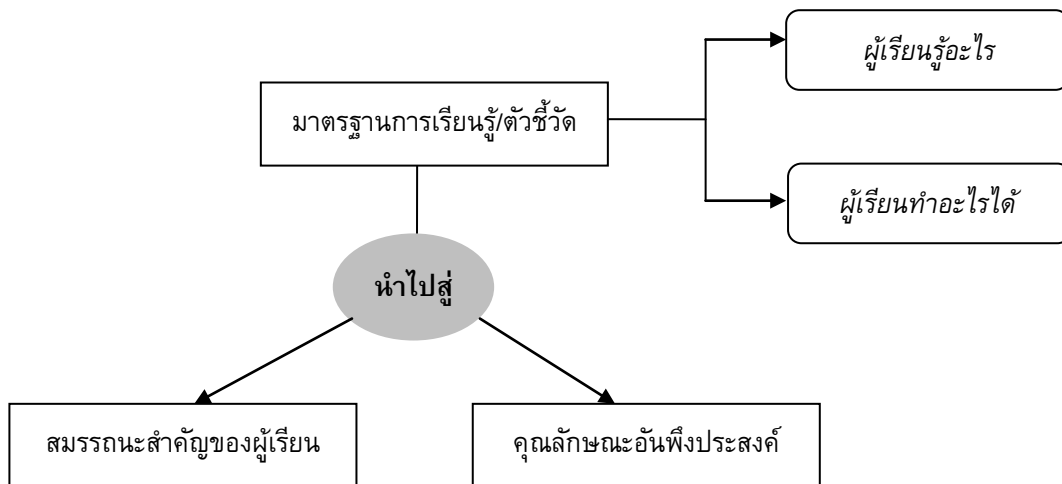 ผู้เรียนรู้อะไร
มาตรฐานการเรียนรู้/ตัวชี้วัด
ผู้เรียนทำอะไรได้
นำไปสู่
สมรรถนะสำคัญของผู้เรียน
คุณลักษณะอันพึงประสงค์